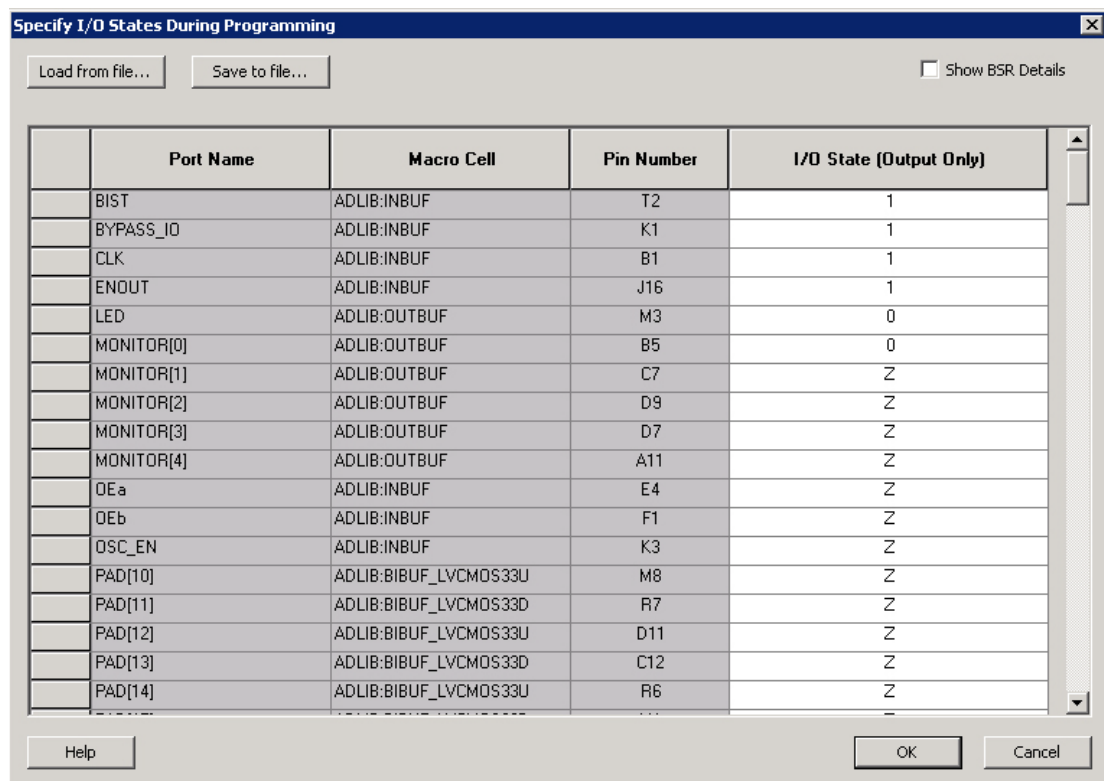 Specify I/O States During Programming
Load from file... Save to file... Show BSR Details
Port Name Macro Cell Pin Number I/O State (Output Only)
BIST ADLIB:INBUF T2 1
BYPASS_IO ADLIB:INBUF K1 1
CLK ADLIB:INBUF B1 1
ENOUT ADLIB:INBUF J16 1
LED ADLIB:OUTBUF M3 0
MONITOR[0] ADLIB:OUTBUF B5 0
MONITOR[1] ADLIB:OUTBUF C7 Z
MONITOR[2] ADLIB:OUTBUF D9 Z
MONITOR[3] ADLIB:OUTBUF D7 Z
MONITOR[4] ADLIB:OUTBUF A11 Z
OEa ADLIB:INBUF E4 Z
OEb ADLIB:INBUF F1 Z
OSC_EN ADLIB:INBUF K3 Z
PAD[10] ADLIB:BIBUF_LVCMOS33U M8 Z
PAD[11] ADLIB:BIBUF_LVCMOS33D R7 Z
PAD[12] ADLIB:BIBUF_LVCMOS33U D11 Z
PAD[13] ADLIB:BIBUF_LVCMOS33D C12 Z
PAD[14] ADLIB:BIBUF_LVCMOS33U R6 Z
Help OK Cancel